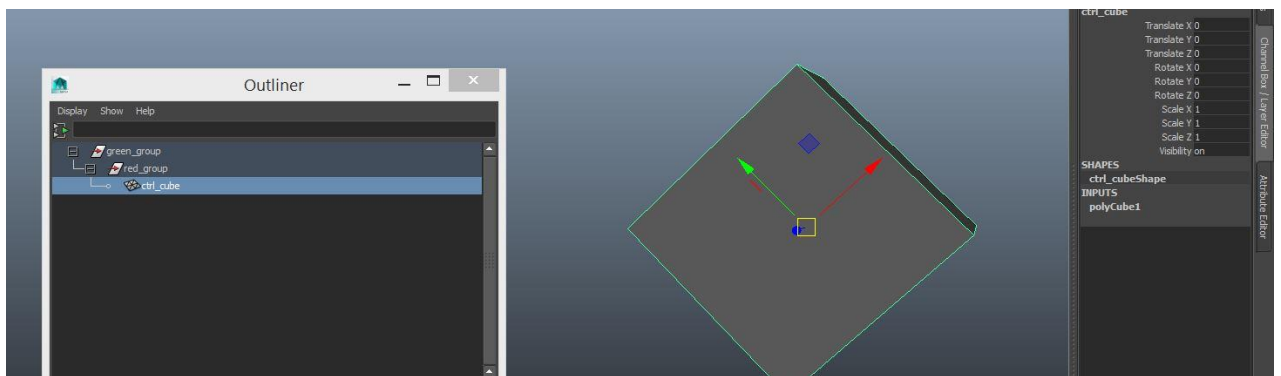 Outliner
Display Show Help
green_group
red_group
ctrl_cube
ctrl_cube
Translate X 0
Translate Y 0
Translate Z 0
Rotate X 0
Rotate Y 0
Rotate Z 0
Scale X 1
Scale Y 1
Scale Z 1
Visibility on
SHAPES
ctrl_cubeShape
INPUTS
polyCube1
Channel Box / Layer Editor
Attribute Editor